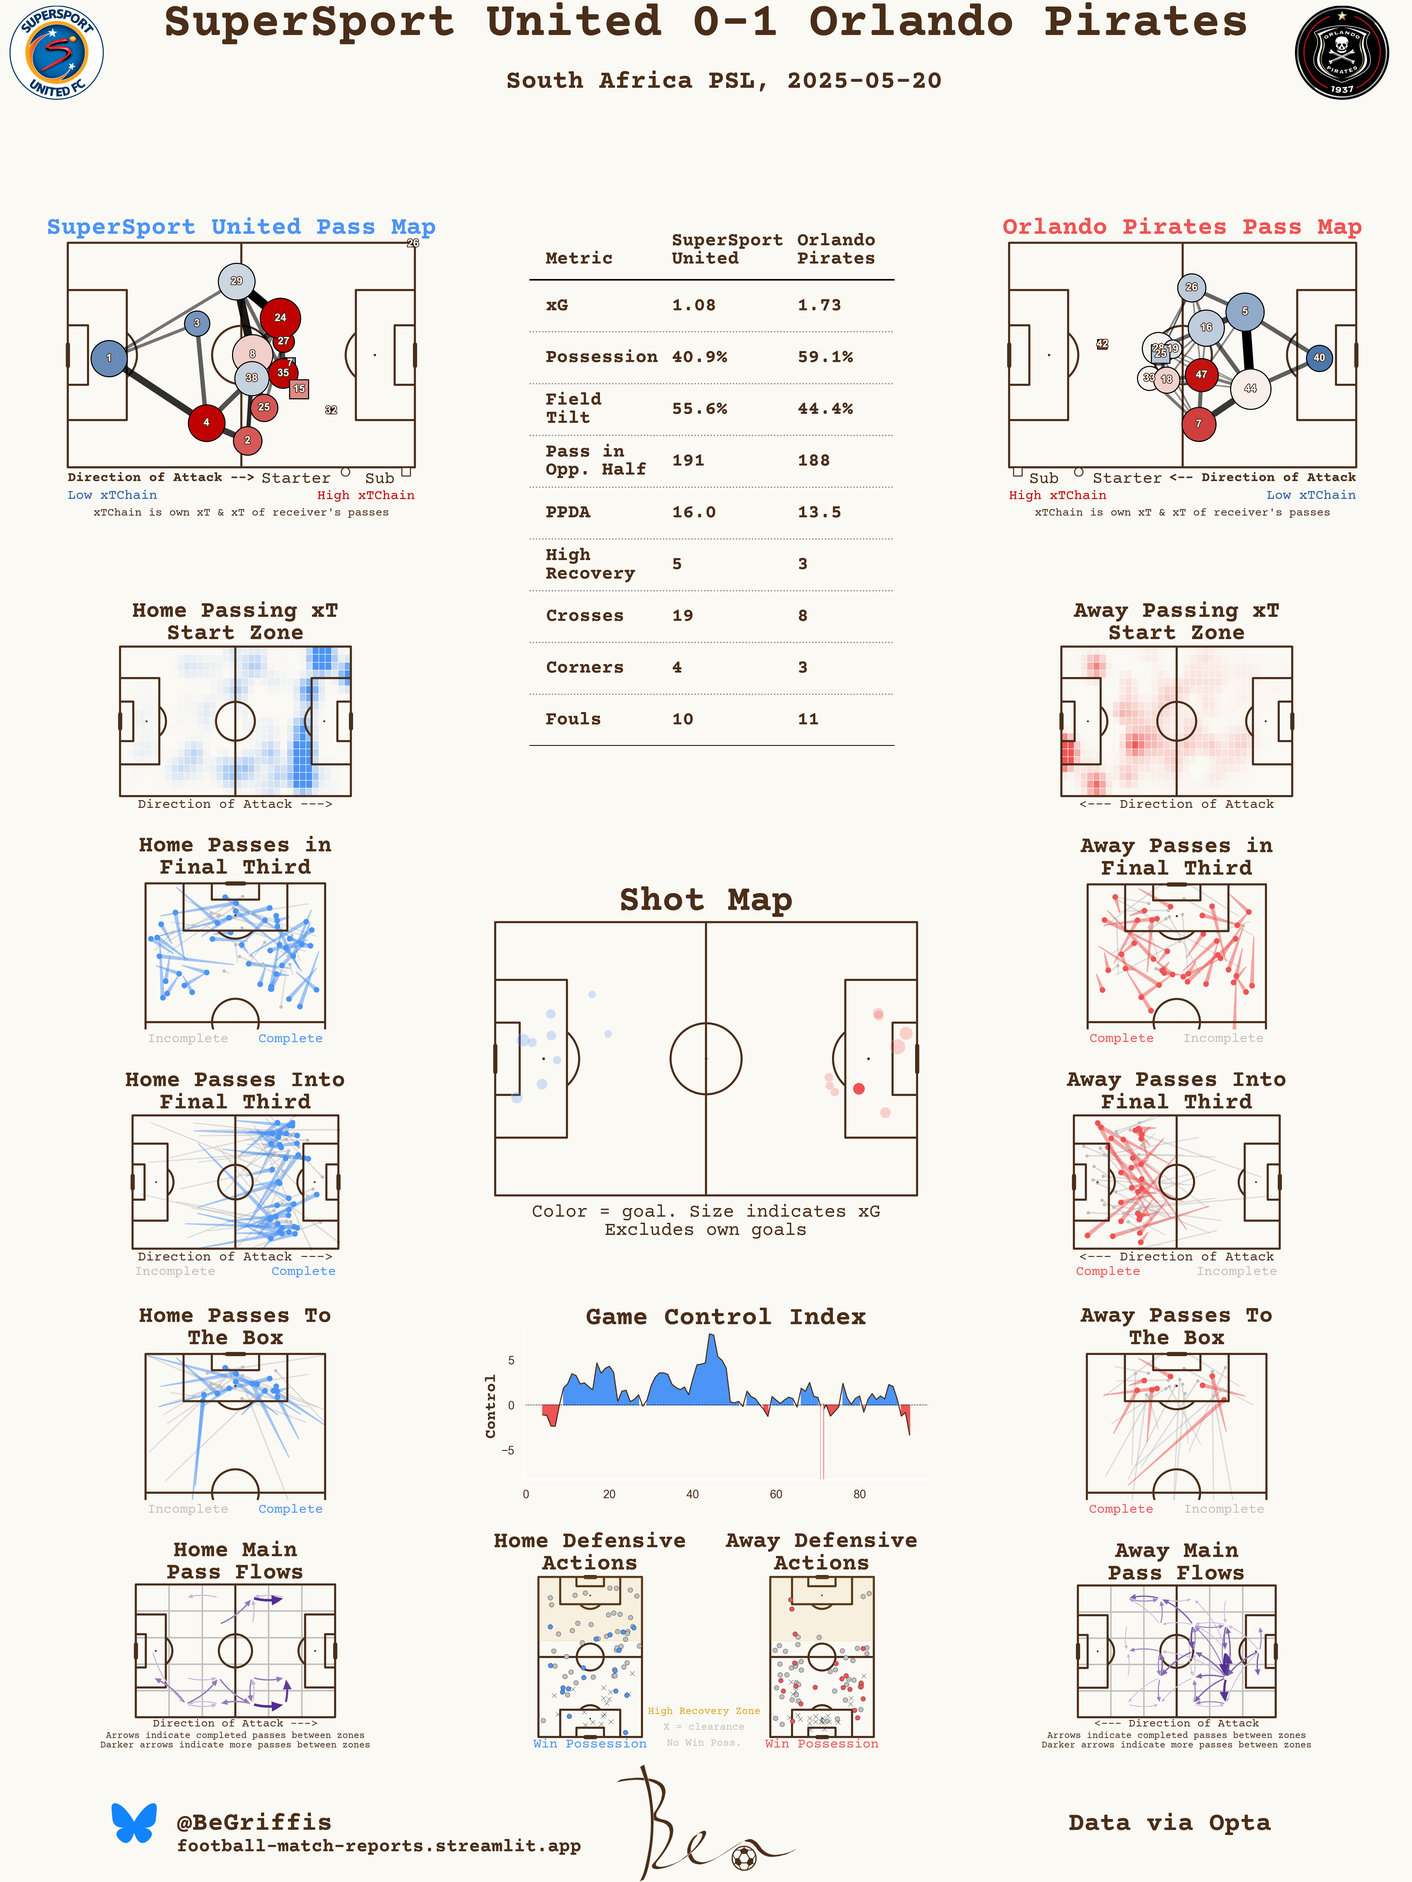 SuperSport United 0-1 Orlando Pirates
South Africa PSL, 2025-05-20
SUPERSPORT
UNITED FC
ORLANDO
PIRATES
1937
SuperSport United Pass Map
26
29
24
3
27
1
8
7
35
38
15
25
32
4
2
Direction of Attack --> Starter Sub
Low xTChain High xTChain
xTChain is own xT & xT of receiver's passes
Metric SuperSport United Orlando Pirates
xG 1.08 1.73
Possession 40.9% 59.1%
Field Tilt 55.6% 44.4%
Pass in Opp. Half 191 188
PPDA 16.0 13.5
High Recovery 5 3
Crosses 19 8
Corners 4 3
Fouls 10 11
Orlando Pirates Pass Map
26
5
16
42
28
19
25
40
33
18
47
44
7
Sub Starter <-- Direction of Attack
High xTChain Low xTChain
xTChain is own xT & xT of receiver's passes
Home Passing xT
Start Zone
Direction of Attack --->
Away Passing xT
Start Zone
<--- Direction of Attack
Home Passes in
Final Third
Incomplete Complete
Away Passes in
Final Third
Complete Incomplete
Shot Map
Color = goal. Size indicates xG
Excludes own goals
Home Passes Into
Final Third
Direction of Attack --->
Incomplete Complete
Away Passes Into
Final Third
<--- Direction of Attack
Complete Incomplete
Home Passes To
The Box
Incomplete Complete
Game Control Index
Control
5
0
−5
0 20 40 60 80
Away Passes To
The Box
Complete Incomplete
Home Main
Pass Flows
Direction of Attack --->
Arrows indicate completed passes between zones
Darker arrows indicate more passes between zones
Home Defensive
Actions
Win Possession
Away Defensive
Actions
Win Possession
High Recovery Zone
X = clearance
No Win Poss.
Away Main
Pass Flows
<--- Direction of Attack
Arrows indicate completed passes between zones
Darker arrows indicate more passes between zones
@BeGriffis
football-match-reports.streamlit.app
Ben
Data via Opta